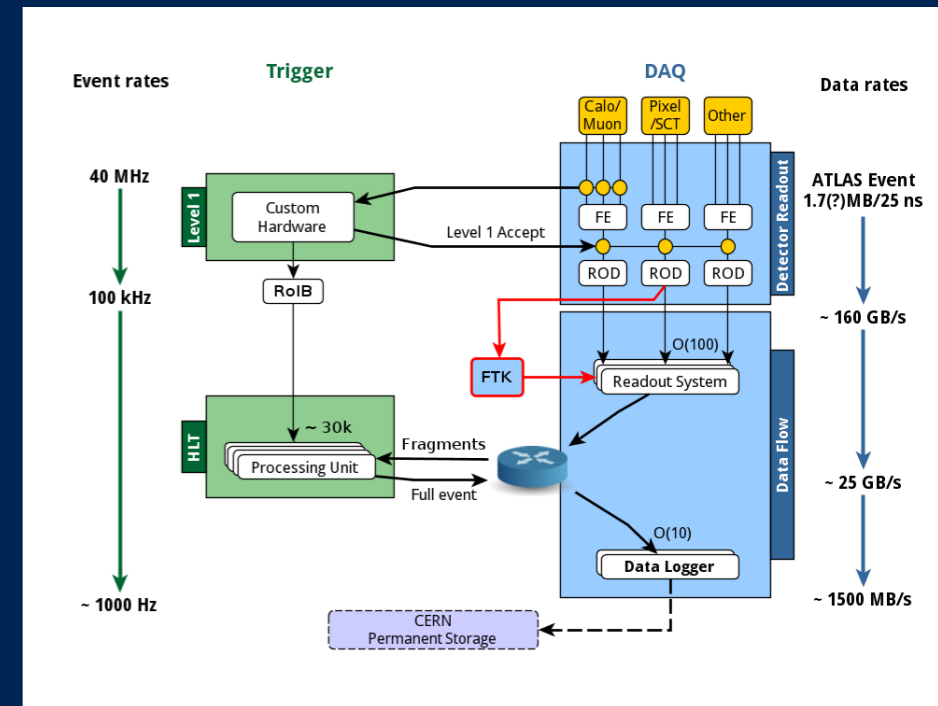 Event rates
Trigger
DAQ
Data rates
Calo/
Muon
Pixel
/SCT
Other
40 MHz
Level 1
Custom
Hardware
Level 1 Accept
FE
FE
FE
ROD
ROD
ROD
Detector Readout
ATLAS Event
1.7(?)MB/25 ns
100 kHz
RoIB
~ 160 GB/s
FTK
O(100)
Readout System
HLT
~ 30k
Processing Unit
Fragments
Full event
Data Flow
~ 25 GB/s
O(10)
Data Logger
~ 1000 Hz
~ 1500 MB/s
CERN
Permanent Storage